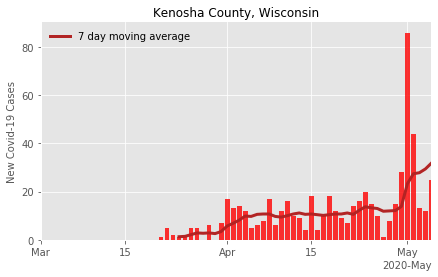 Kenosha County, Wisconsin
7 day moving average
New Covid-19 Cases
80
60
40
20
0
Mar
15
Apr
15
May
2020-May